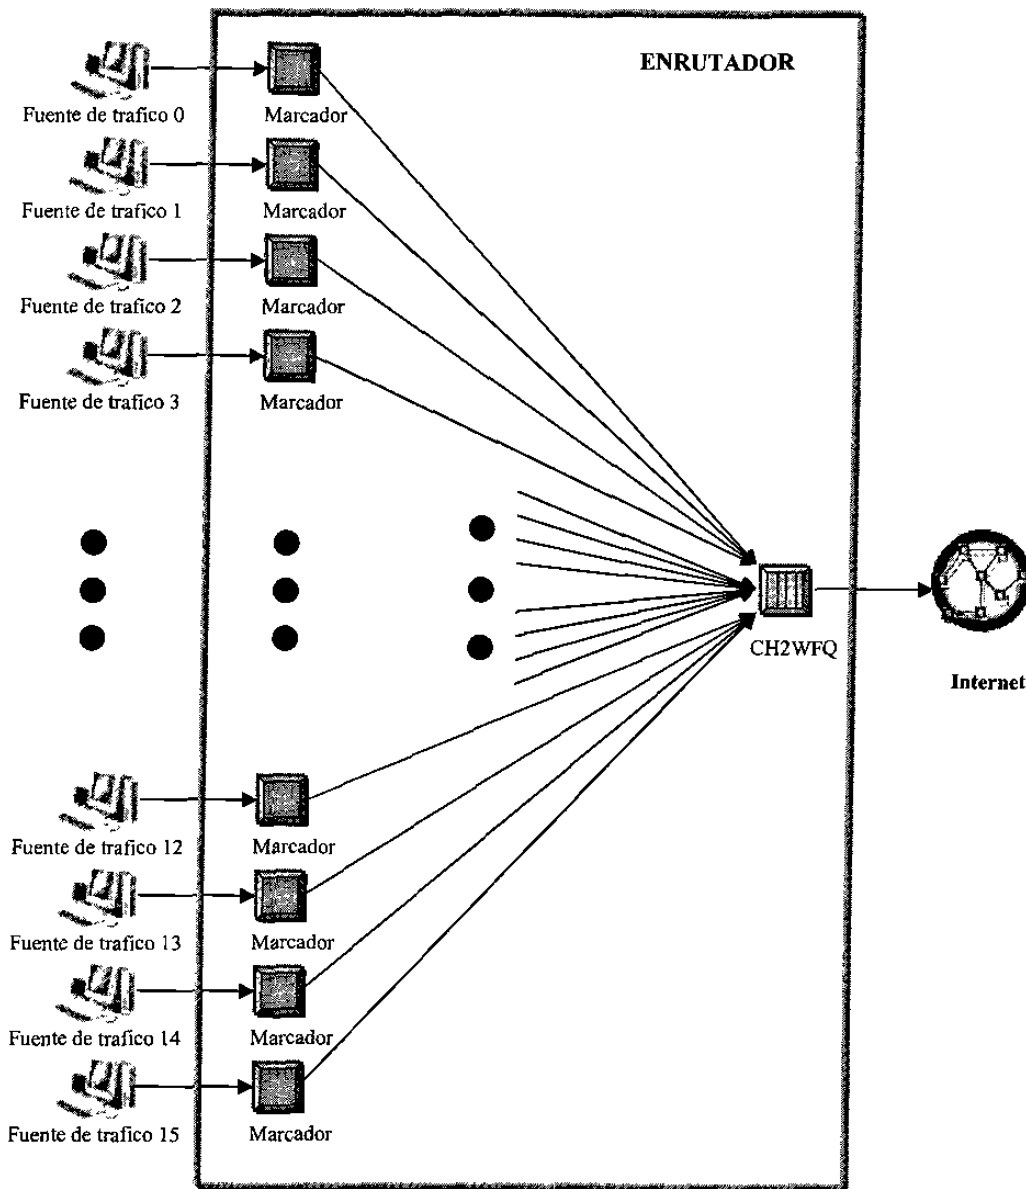 ENRUTADOR
Fuente de trafico 0
Marcador
Fuente de trafico 1
Marcador
Fuente de trafico 2
Marcador
Fuente de trafico 3
Marcador
CH2WFQ
Internet
Fuente de trafico 12
Marcador
Fuente de trafico 13
Marcador
Fuente de trafico 14
Marcador
Fuente de trafico 15
Marcador